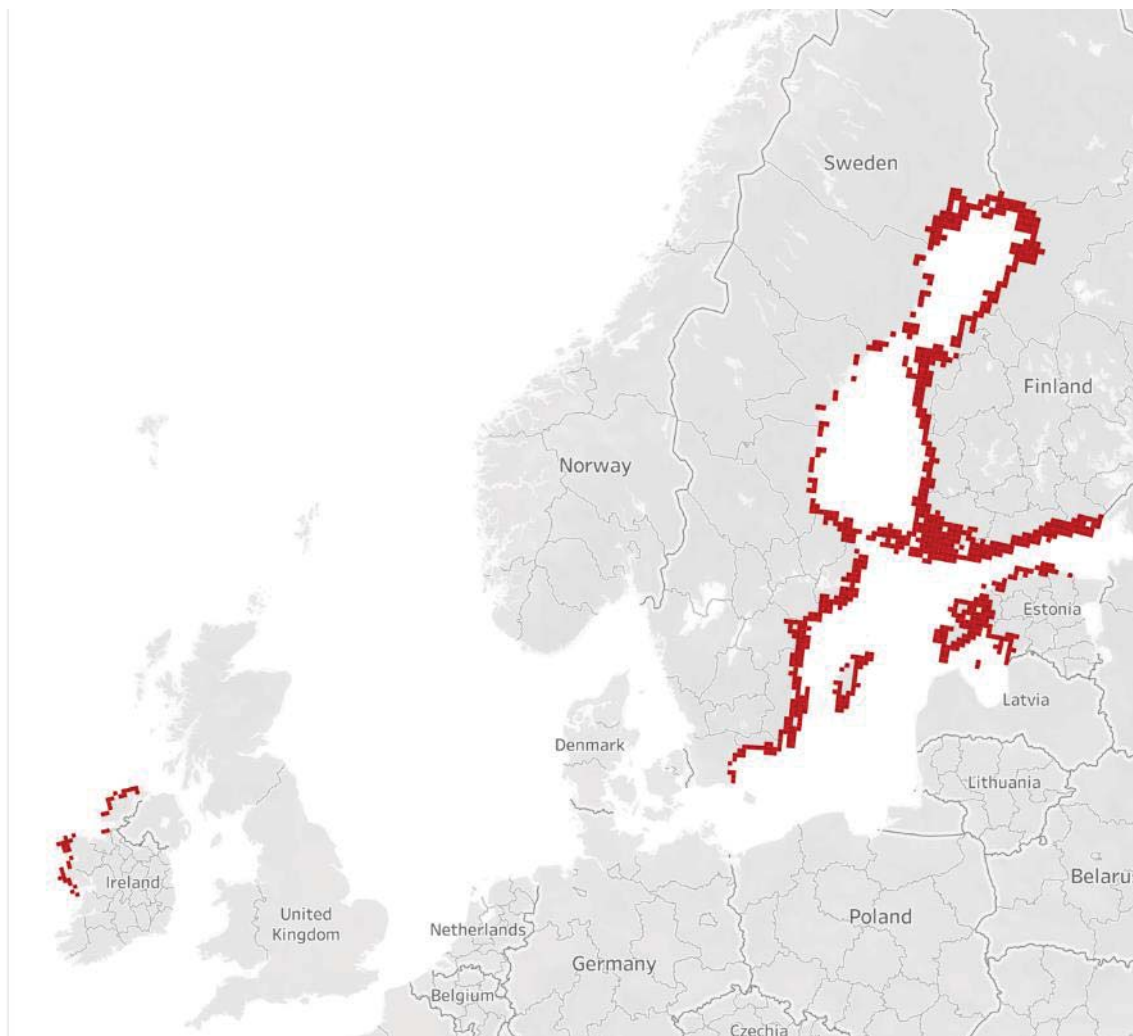 Sweden
Finland
Norway
Estonia
Latvia
Denmark
Lithuania
Ireland
Belaru
United
Kingdom
Poland
Netherlands
Germany
Belgium
Czechia